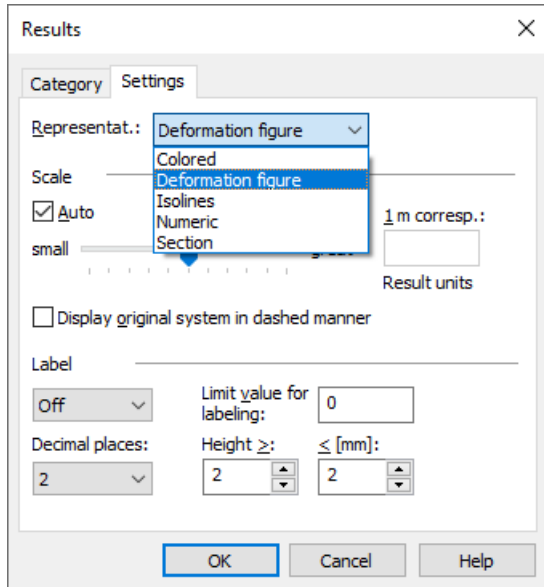 Results
Category Settings
Representat.: Deformation figure
Colored
Scale Deformation figure
Isolines
Auto Numeric 1 m corresp.:
small Section
Result units
Display original system in dashed manner
Label
Off Limit value for labeling: 0
Decimal places: Height >: < [mm]:
2 2 2
OK Cancel Help